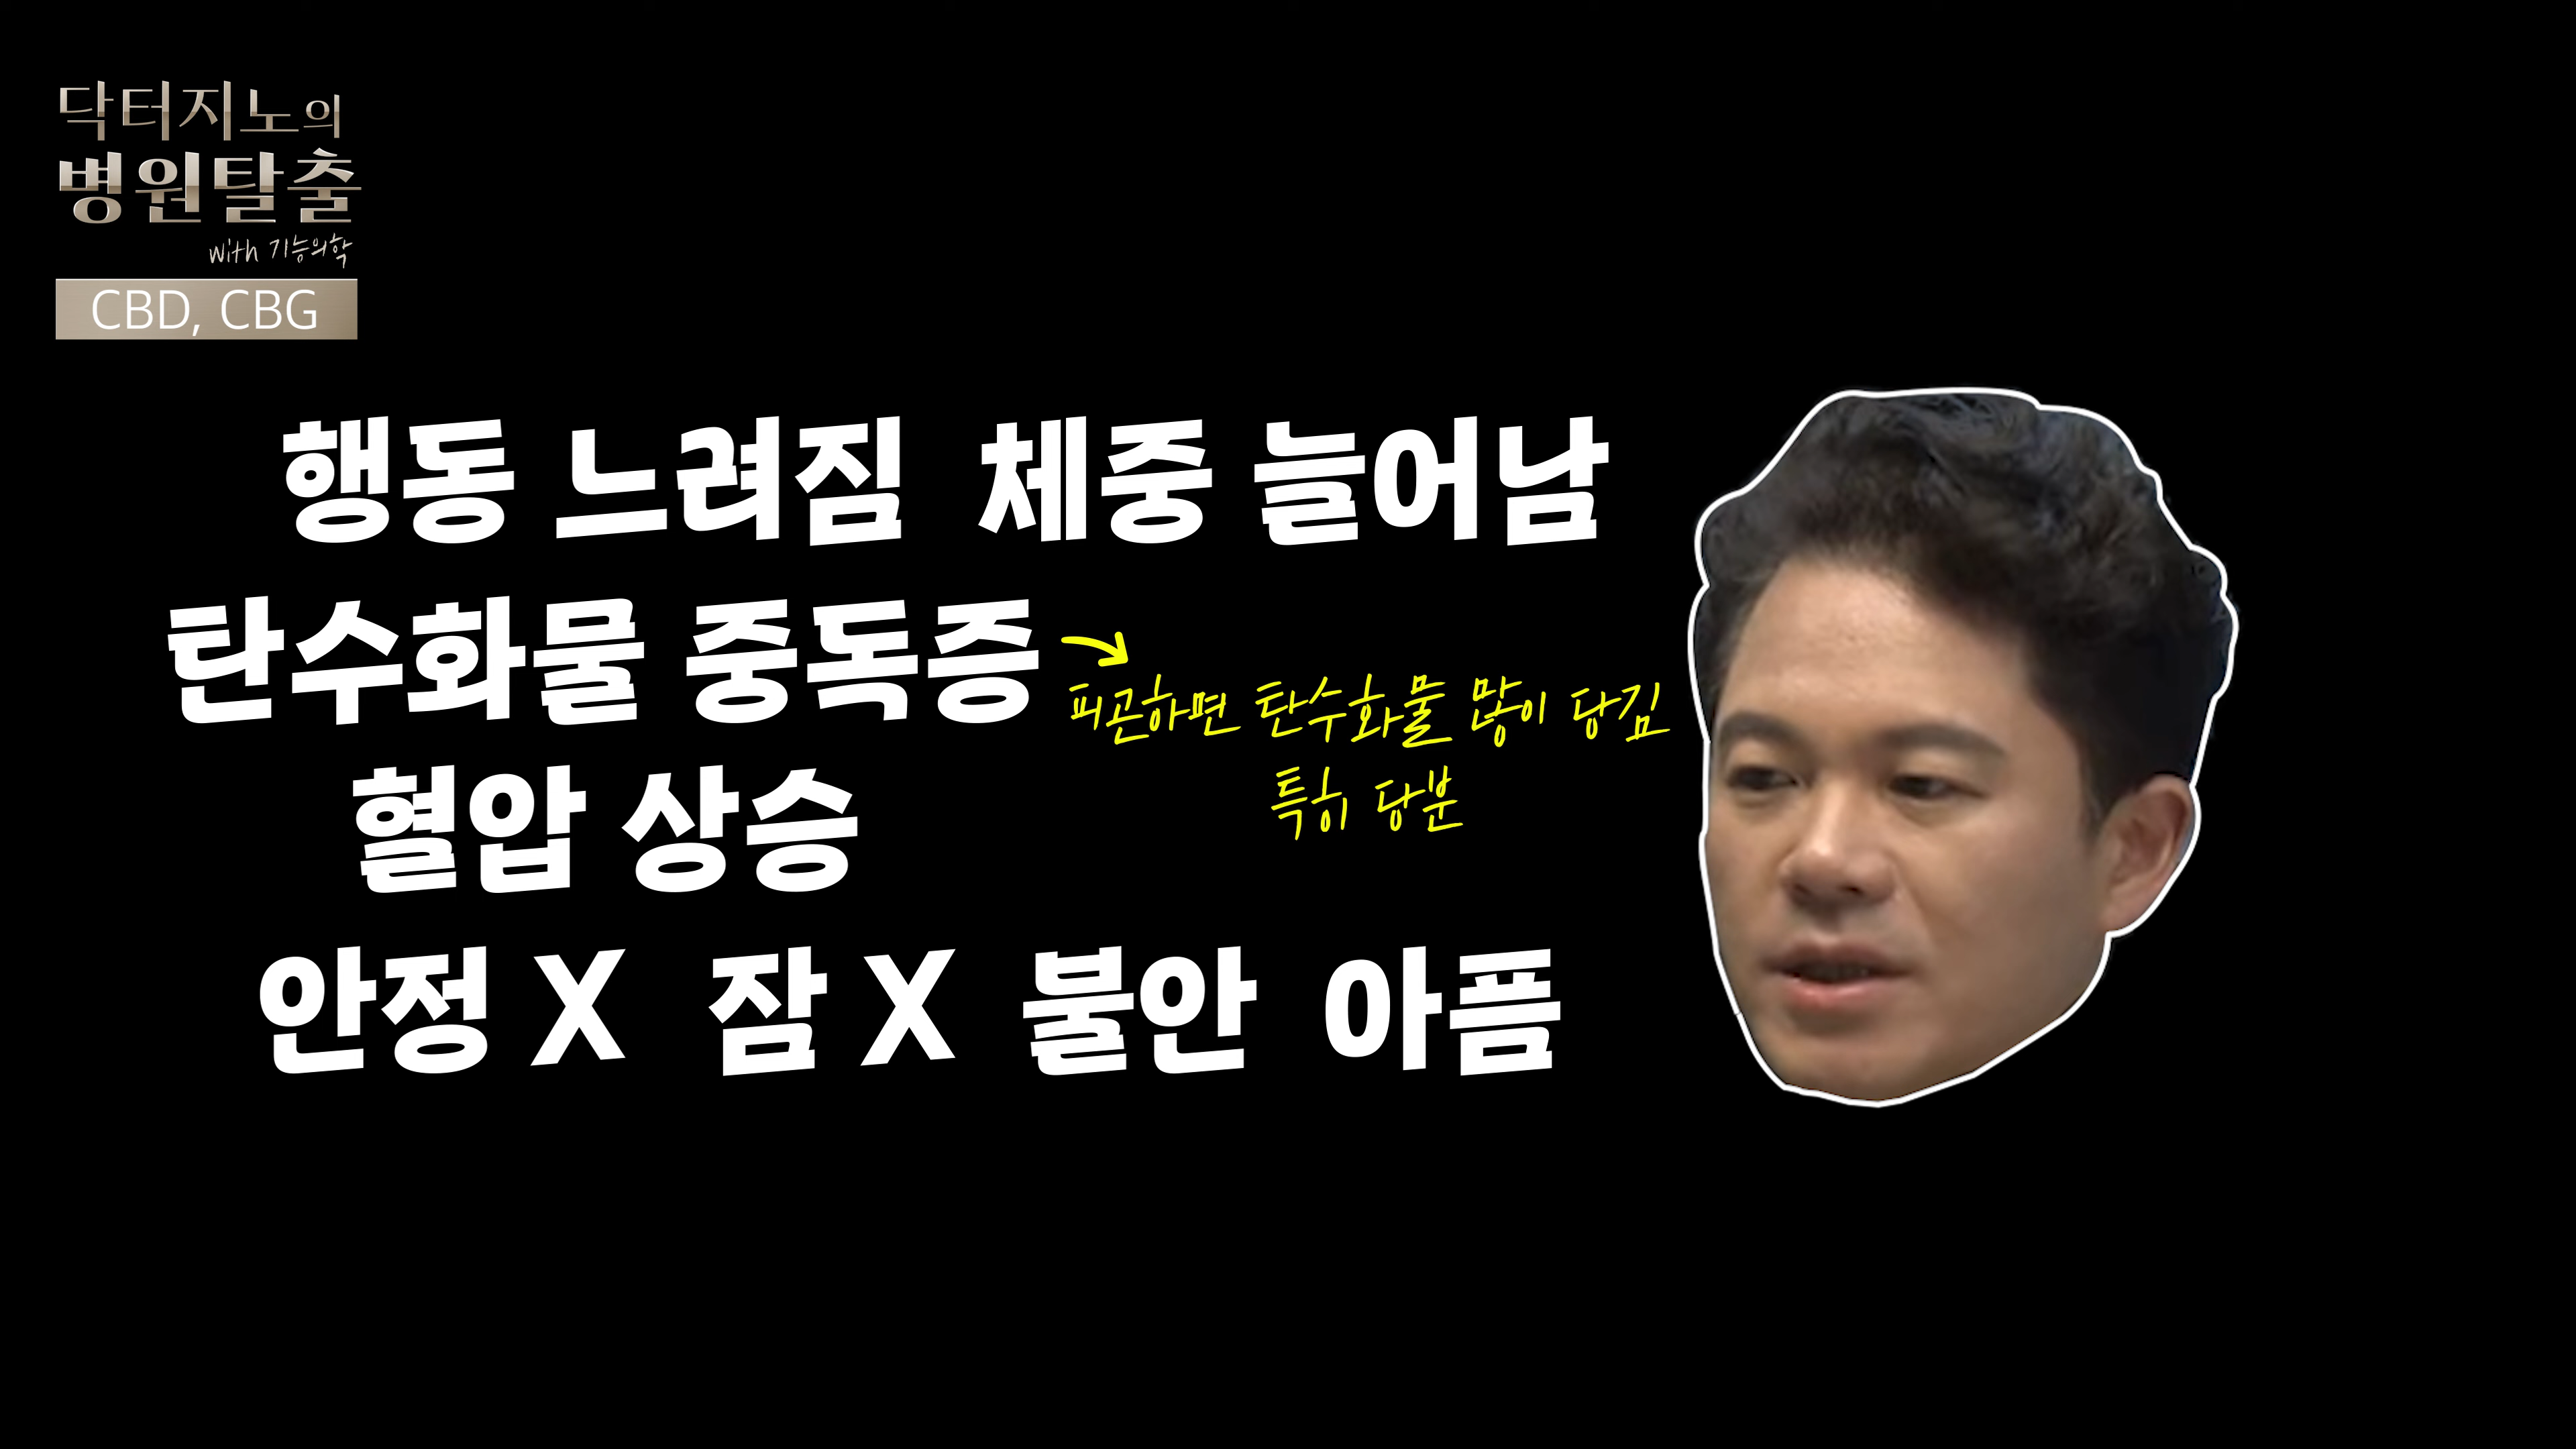 닥터지노의
병원탈출
with 기능의학
CBD, CBG
행동 느려짐 체중 늘어남
탄수화물 중독증
피곤하면 탄수화물 많이 당김
특히 당분
혈압 상승
안정 X 잠 X 불안 아픔